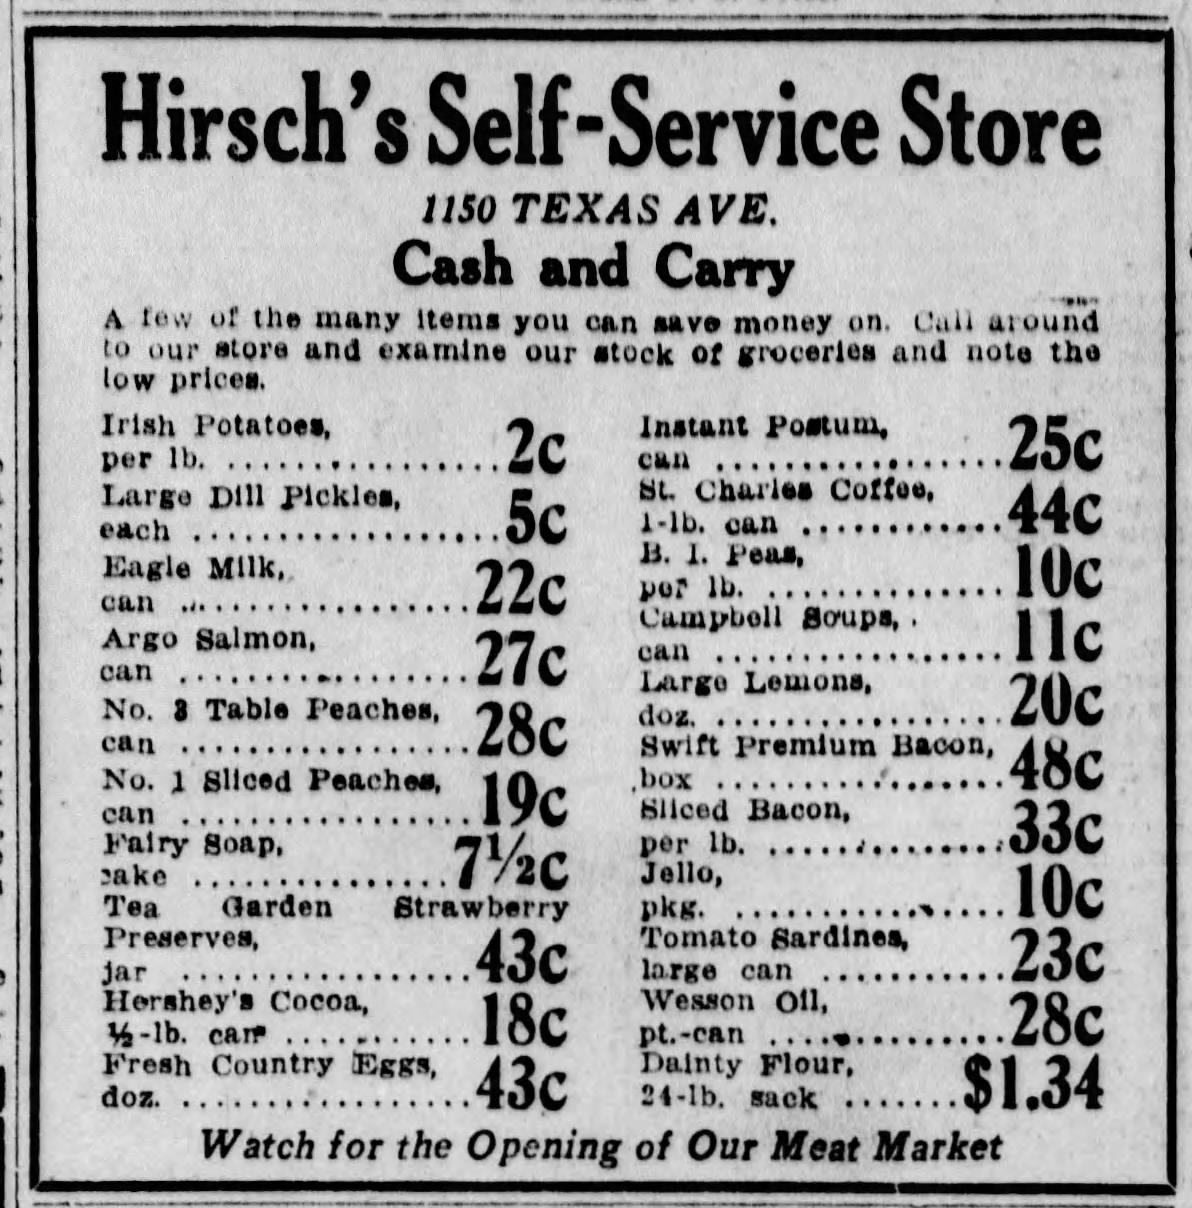 Hirsch's Self-Service Store
1150 TEXAS AVE.
Cash and Carry
A few of the many items you can save money on. Call around
to our store and examine our stock of groceries and note the
low prices.
Irish Potatoes,
per lb. ................ 2c
Large Dill Pickles,
each .................. 5c
Eagle Milk,
can ................. 22c
Argo Salmon,
can ................. 27c
No. 3 Table Peaches,
can ................. 28c
No. 1 Sliced Peaches,
can ................. 19c
Fairy Soap,
cake ............... 7½c
Tea Garden Strawberry
Preserves,
jar ................. 43c
Hershey's Cocoa,
½-lb. can ........... 18c
Fresh Country Eggs,
doz. ................. 43c
Instant Postum,
can ................. 25c
St. Charles Coffee,
1-lb. can ............ 44c
B. I. Peas,
per lb. .............. 10c
Campbell Soups,
can ................. 11c
Large Lemons,
doz. ................. 20c
Swift Premium Bacon,
box ................. 48c
Sliced Bacon,
per lb. .............. 33c
Jello,
pkg. ................ 10c
Tomato Sardines,
large can ........... 23c
Wesson Oil,
pt.-can .............. 28c
Dainty Flour,
24-lb. sack ....... $1.34
Watch for the Opening of Our Meat Market